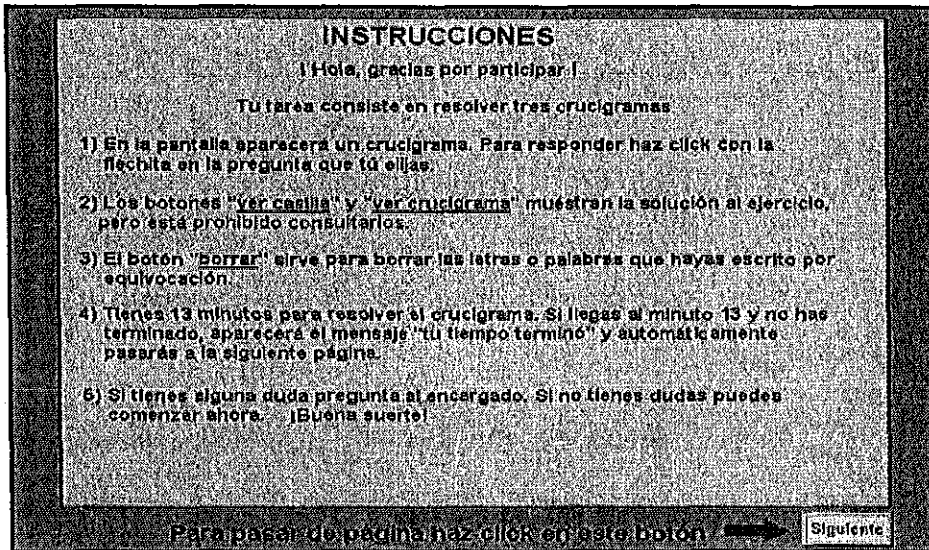 INSTRUCCIONES
¡ Hola, gracias por participar !
Tu tarea consiste en resolver tres crucigramas
1) En la pantalla aparecerá un crucigrama. Para responder haz click con la
flechita en la pregunta que tú elijas.
2) Los botones "ver casilla" y "ver crucigrama" muestran la solución al ejercicio,
pero está prohibido consultarlos.
3) El botón "borrar" sirve para borrar las letras o palabras que hayas escrito por
equivocación.
4) Tienes 13 minutos para resolver el crucigrama. Si llegas al minuto 13 y no has
terminado, aparecerá el mensaje "tu tiempo terminó" y automáticamente
pasarás a la siguiente página.
5) Si tienes alguna duda pregunta al encargado. Si no tienes dudas puedes
comenzar ahora. ¡Buena suerte!
Para pasar de página haz click en este botón
Siguiente